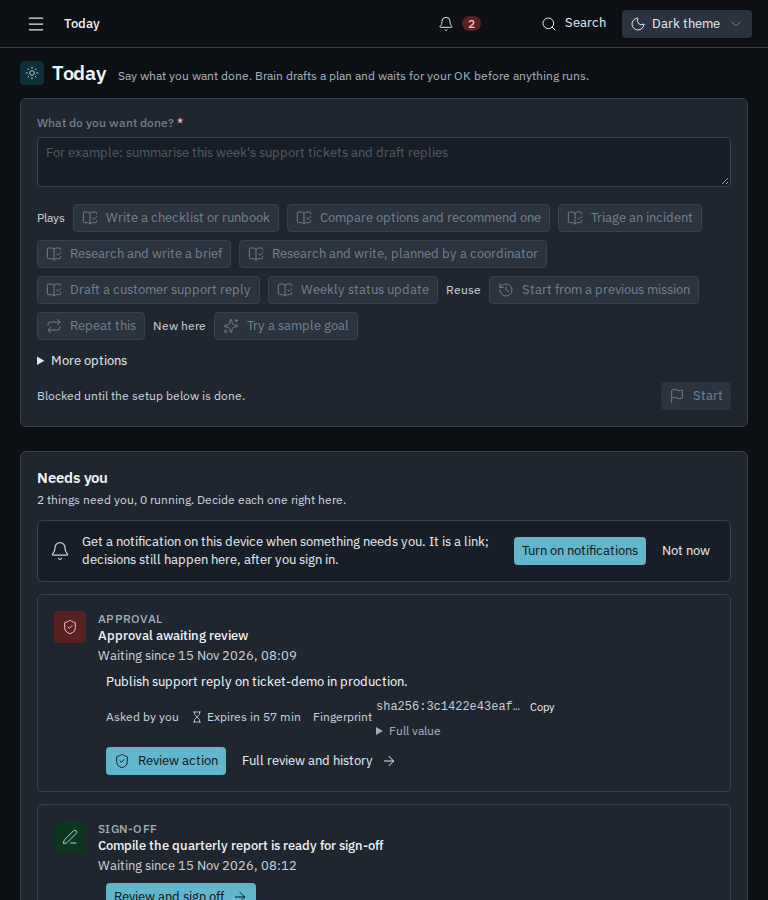 Today
2
Search
Dark theme
Today
Say what you want done. Brain drafts a plan and waits for your OK before anything runs.
What do you want done? *
For example: summarise this week's support tickets and draft replies
Plays
Write a checklist or runbook
Compare options and recommend one
Triage an incident
Research and write a brief
Research and write, planned by a coordinator
Draft a customer support reply
Weekly status update
Reuse
Start from a previous mission
Repeat this
New here
Try a sample goal
More options
Blocked until the setup below is done.
Start
Needs you
2 things need you, 0 running. Decide each one right here.
Get a notification on this device when something needs you. It is a link;
decisions still happen here, after you sign in.
Turn on notifications
Not now
APPROVAL
Approval awaiting review
Waiting since 15 Nov 2026, 08:09
Publish support reply on ticket-demo in production.
Asked by you
Expires in 57 min
Fingerprint
sha256:3c1422e43eaf…
Copy
Full value
Review action
Full review and history
SIGN-OFF
Compile the quarterly report is ready for sign-off
Waiting since 15 Nov 2026, 08:12
Review and sign off